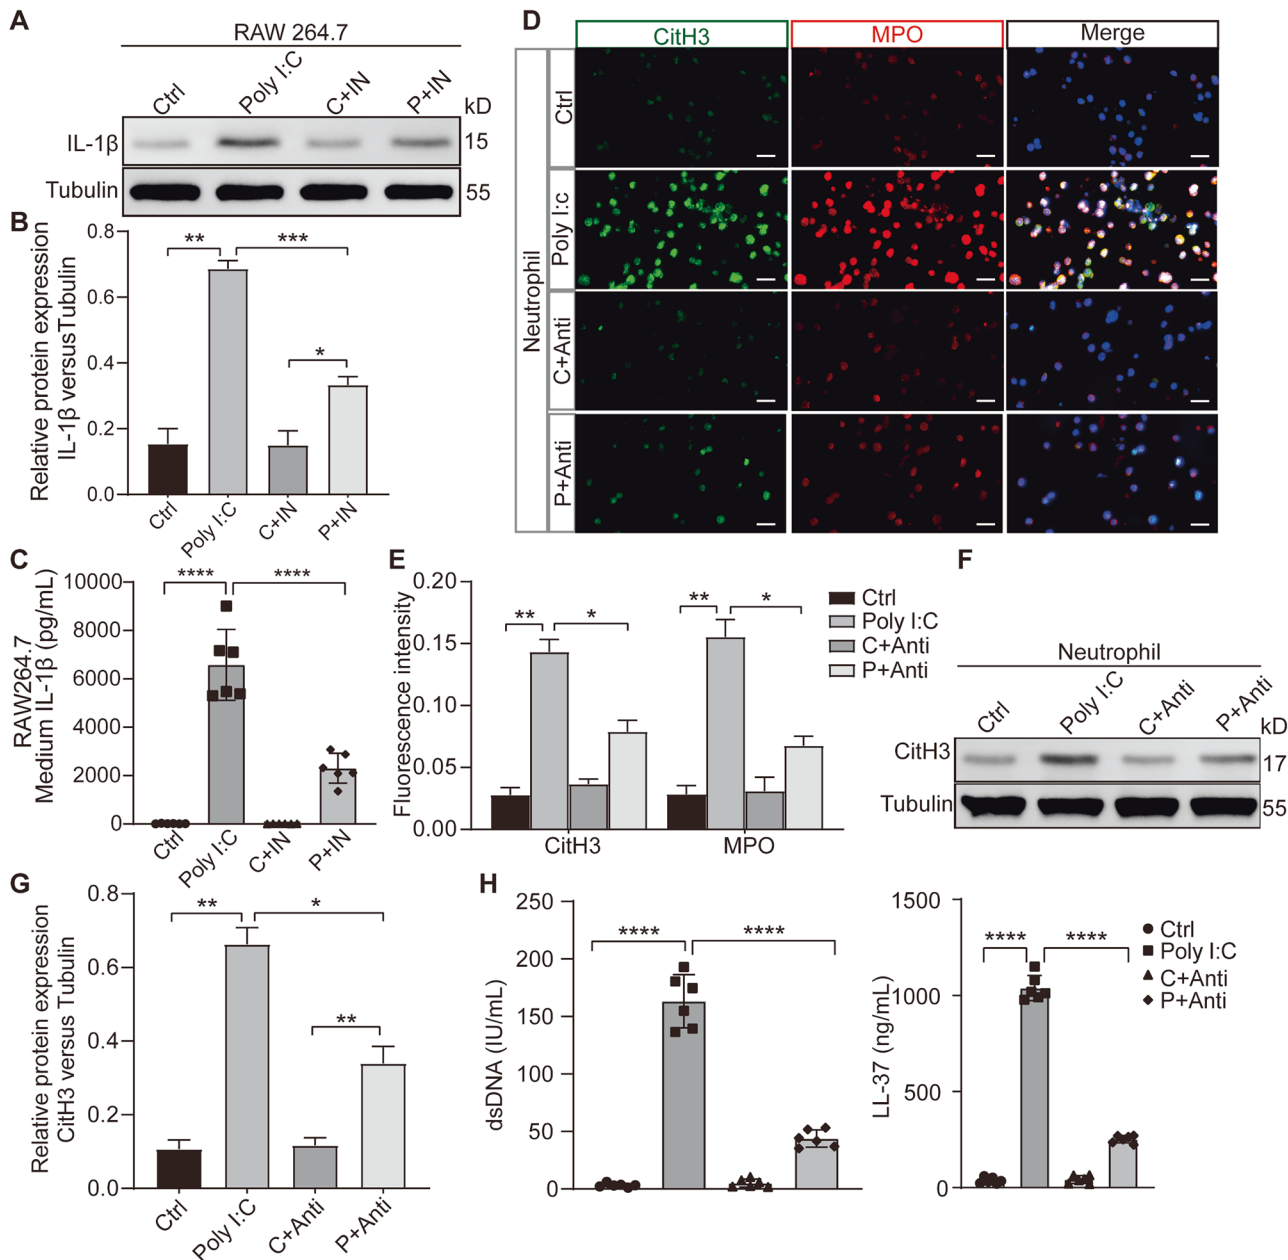 A
RAW 264.7
Ctrl
Poly I:C
C+IN
P+IN
kD
IL-1β
15
Tubulin
55
B
Relative protein expression
IL-1β versusTubulin
0.8
0.6
0.4
0.2
0.0
**
***
*
Ctrl
Poly I:C
C+IN
P+IN
C
RAW264.7
Medium IL-1β (pg/mL)
10000
8000
6000
4000
2000
0
****
****
Ctrl
Poly I:C
C+IN
P+IN
D
CitH3
MPO
Merge
Neutrophil
Ctrl
Poly I:c
C+Anti
P+Anti
E
Fluorescence intensity
0.20
0.15
0.10
0.05
0.00
**
*
**
*
CitH3
MPO
Ctrl
Poly I:C
C+Anti
P+Anti
F
Neutrophil
Ctrl
Poly I:C
C+Anti
P+Anti
kD
CitH3
17
Tubulin
55
G
Relative protein expression
CitH3 versus Tubulin
0.8
0.6
0.4
0.2
0.0
**
*
**
Ctrl
Poly I:C
C+Anti
P+Anti
H
dsDNA (IU/mL)
250
200
150
100
50
0
****
****
LL-37 (ng/mL)
1500
1000
500
0
****
****
Ctrl
Poly I:C
C+Anti
P+Anti